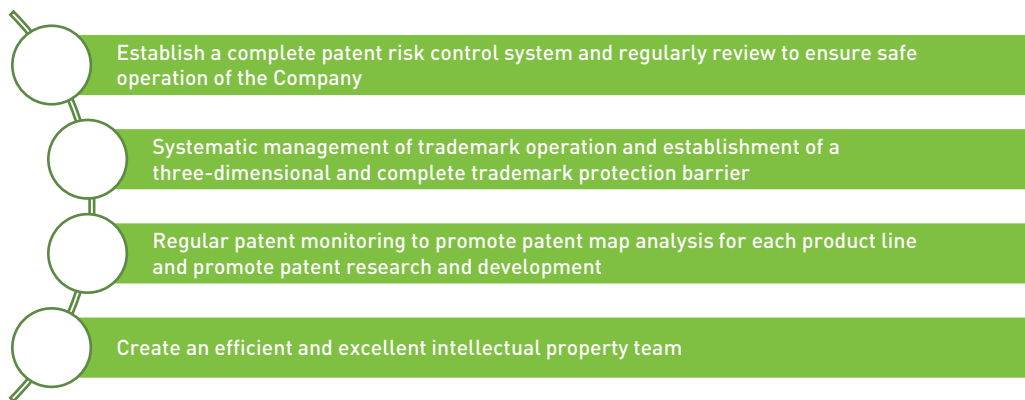 Establish a complete patent risk control system and regularly review to ensure safe
operation of the Company
Systematic management of trademark operation and establishment of a
three-dimensional and complete trademark protection barrier
Regular patent monitoring to promote patent map analysis for each product line
and promote patent research and development
Create an efficient and excellent intellectual property team